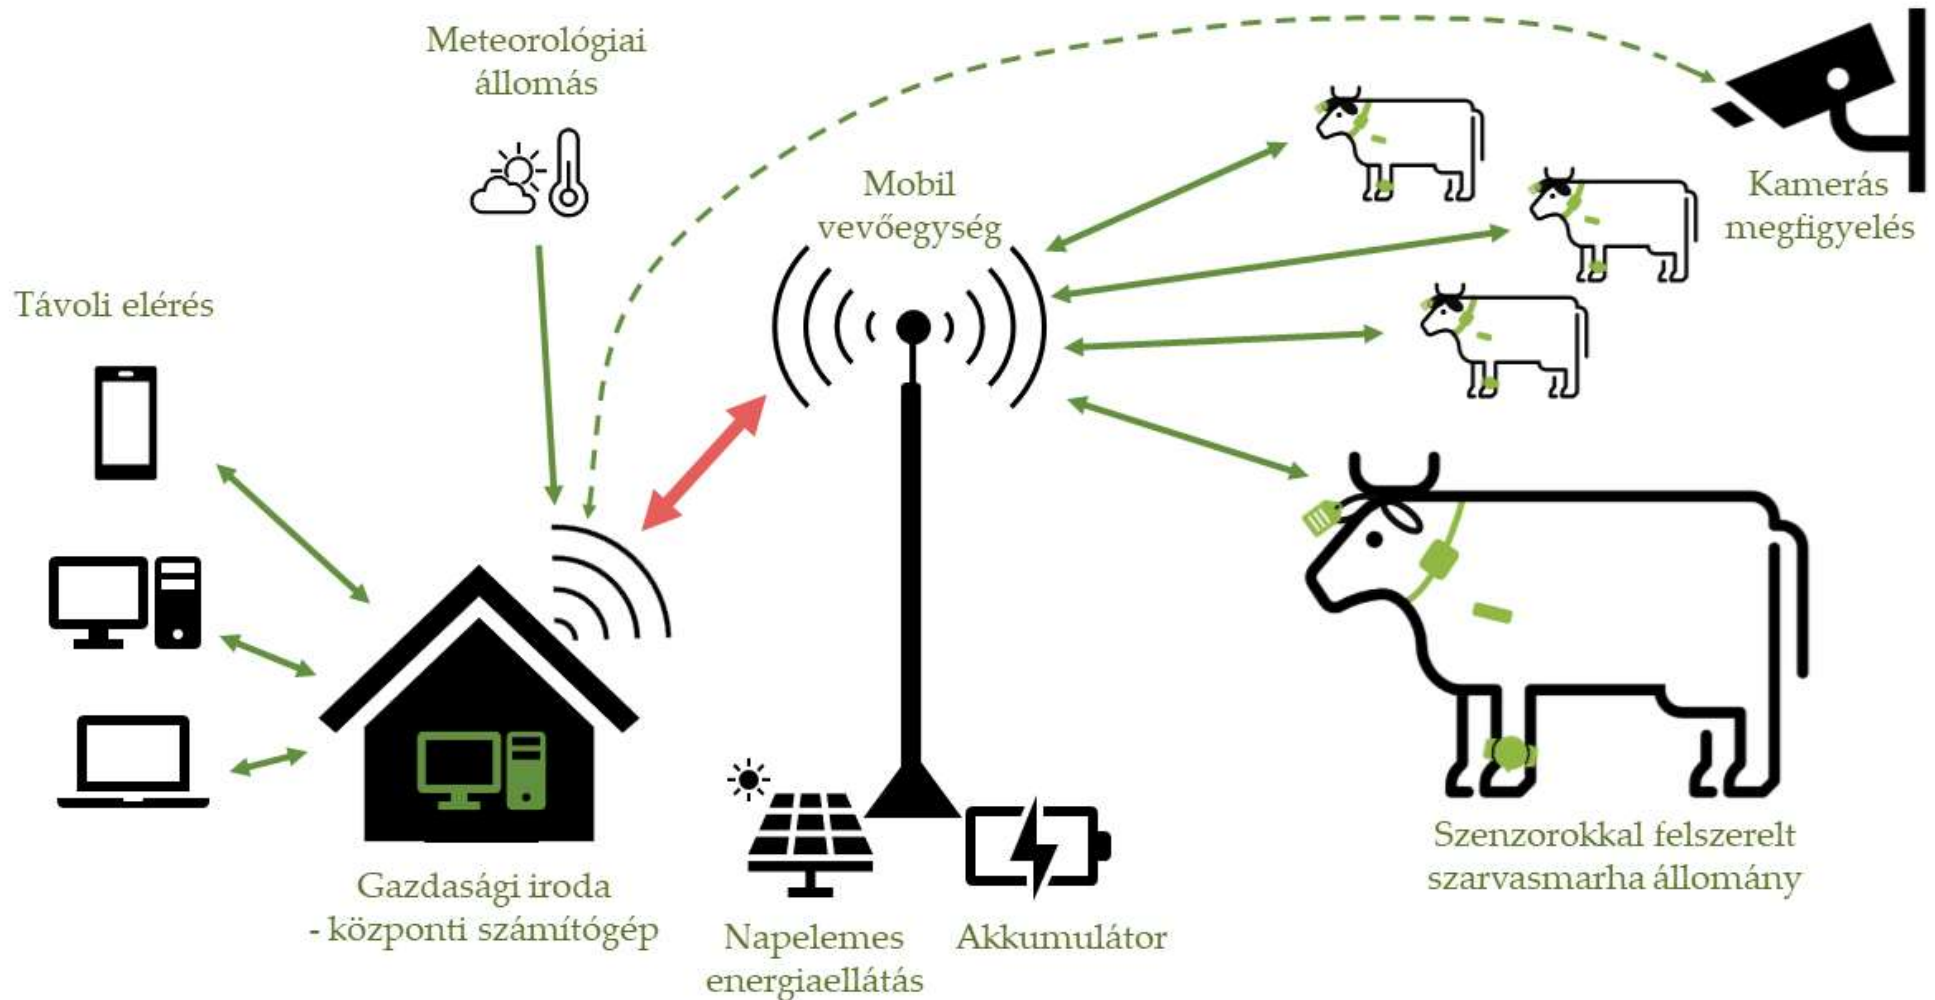 Meteorológiai
állomás
Mobil
vevőegység
Kamerás
megfigyelés
Távoli elérés
Szenzorokkal felszerelt
szarvasmarha állomány
Gazdasági iroda
- központi számítógép
Napelemes
energiaellátás
Akkumulátor